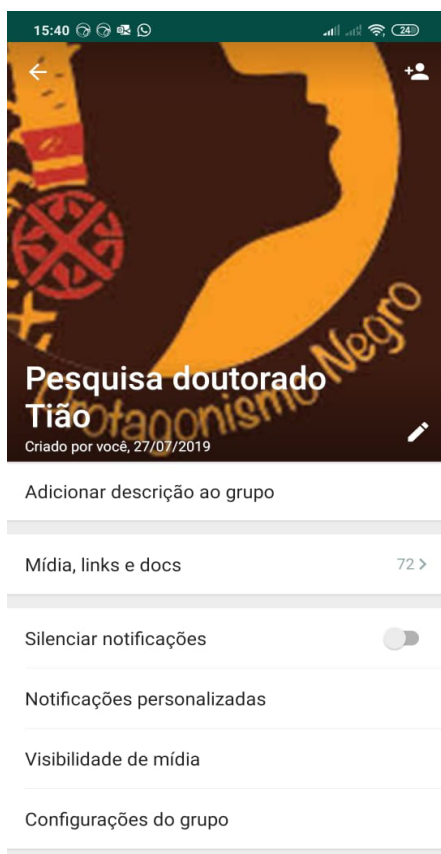 15:40
24
Protagonismo Negro
Pesquisa doutorado
Tião
Criado por você, 27/07/2019
Adicionar descrição ao grupo
Mídia, links e docs
72
Silenciar notificações
Notificações personalizadas
Visibilidade de mídia
Configurações do grupo